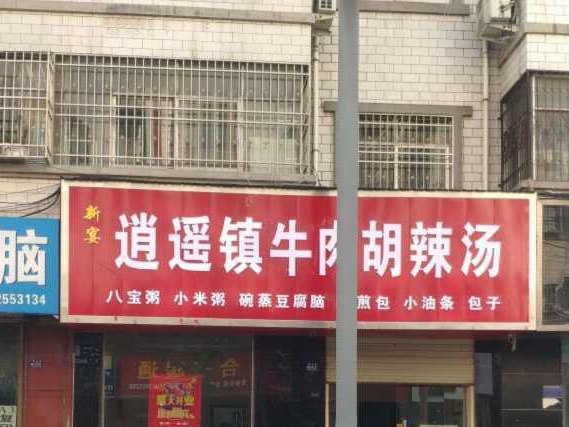 新宴
逍遥镇牛肉胡辣汤
八宝粥 小米粥 碗蒸豆腐脑 煎包 小油条 包子
脑
2553134